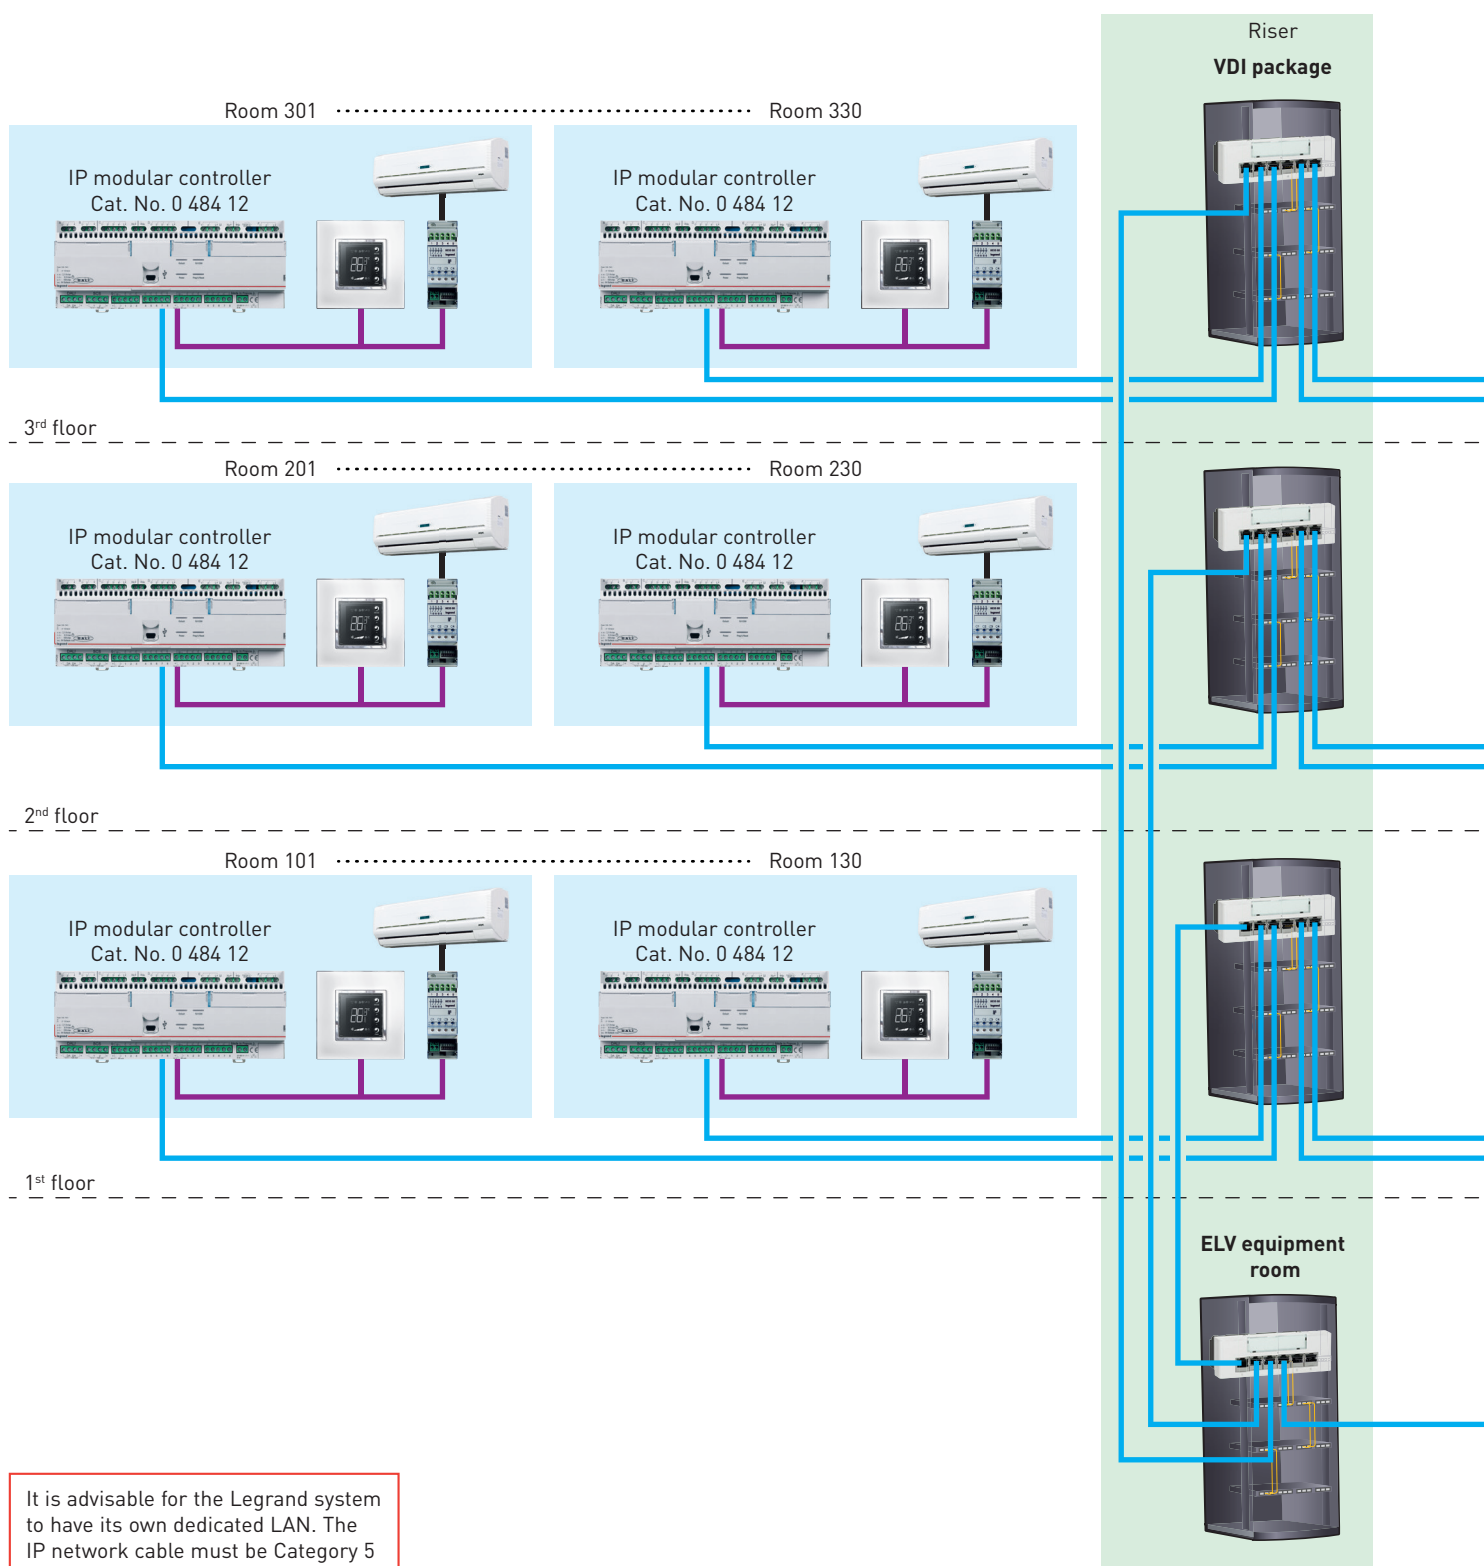 Riser
VDI package
Room 301
Room 330
IP modular controller
Cat. No. 0 484 12
IP modular controller
Cat. No. 0 484 12
3rd floor
Room 201
Room 230
IP modular controller
Cat. No. 0 484 12
IP modular controller
Cat. No. 0 484 12
2nd floor
Room 101
Room 130
IP modular controller
Cat. No. 0 484 12
IP modular controller
Cat. No. 0 484 12
1st floor
ELV equipment
room
It is advisable for the Legrand system
to have its own dedicated LAN. The
IP network cable must be Category 5